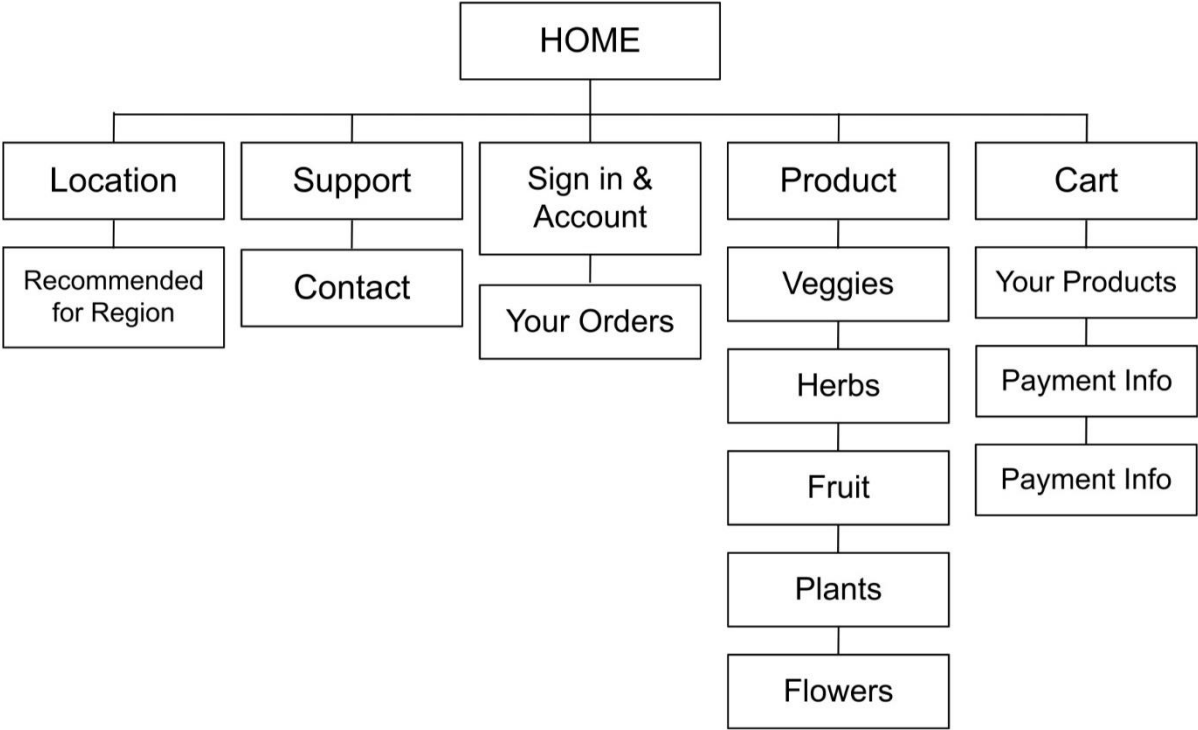 HOME
Location
Recommended
for Region
Support
Contact
Sign in &
Account
Your Orders
Product
Veggies
Herbs
Fruit
Plants
Flowers
Cart
Your Products
Payment Info
Payment Info